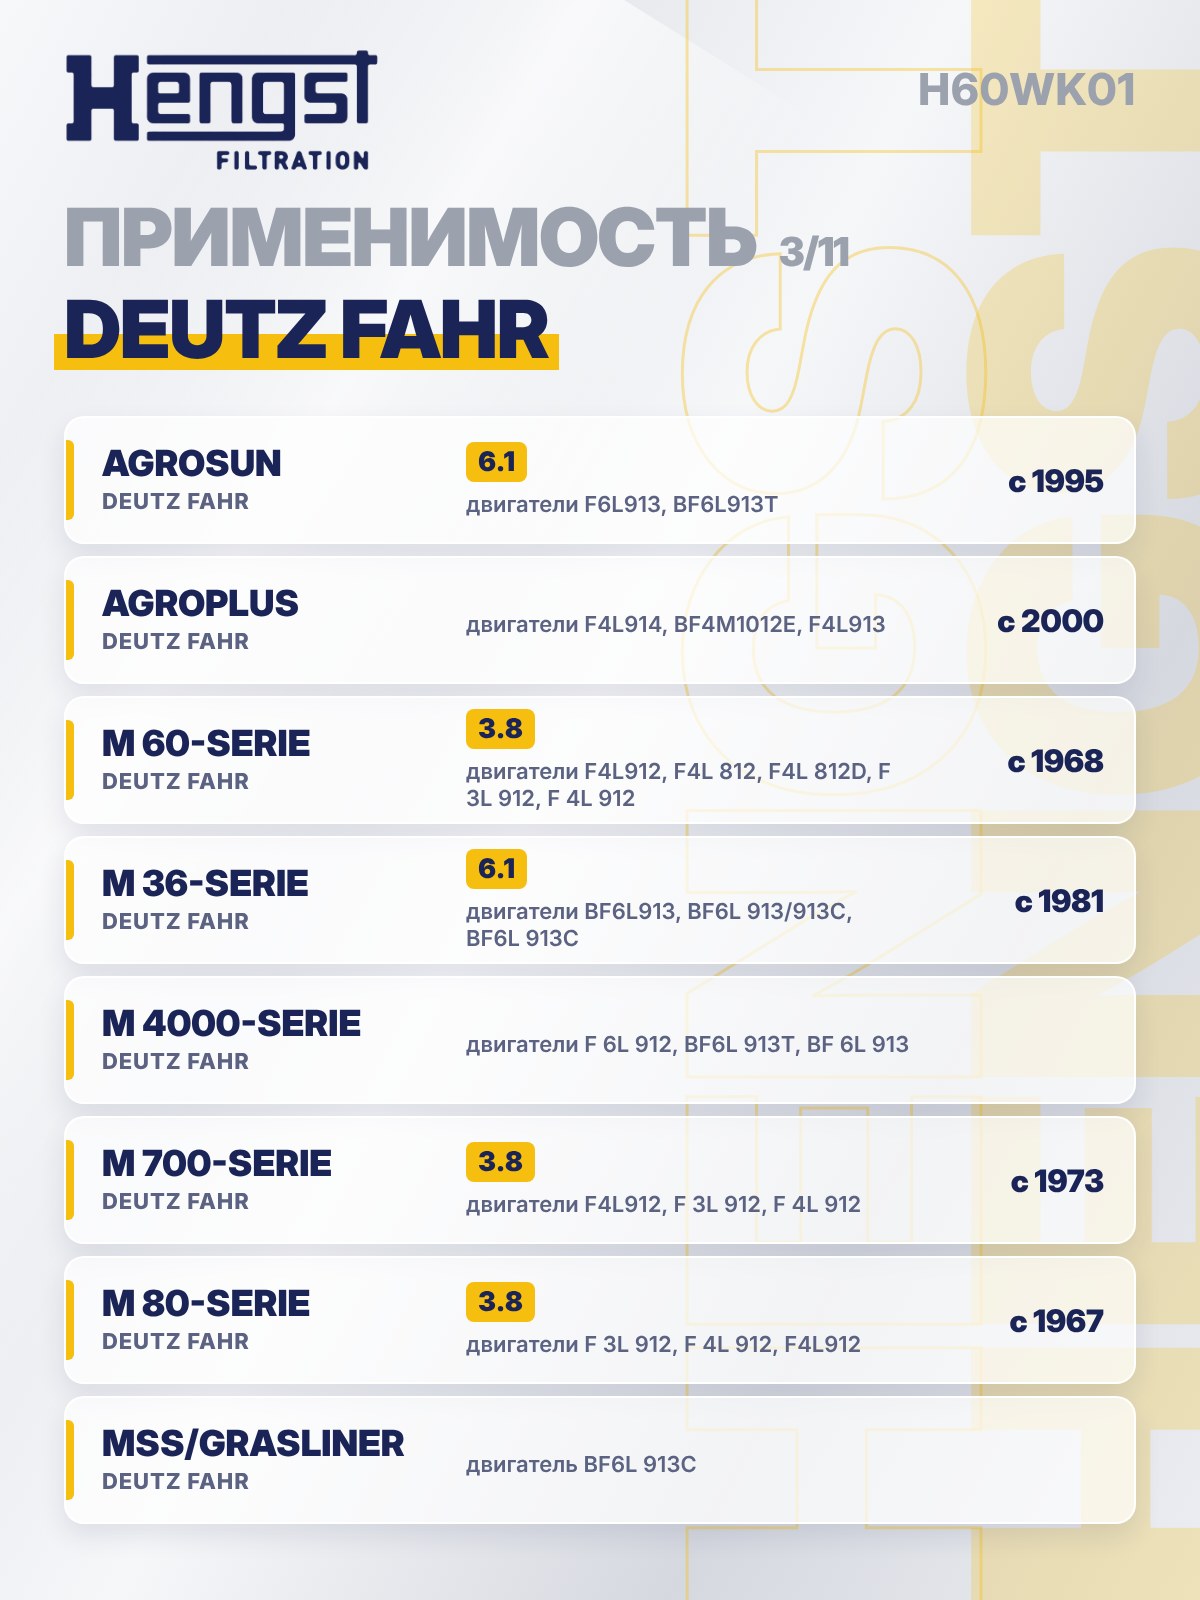 Hengst
FILTRATION
H60WK01
ПРИМЕНИМОСТЬ 3/11
DEUTZ FAHR
AGROSUN
DEUTZ FAHR
6.1
двигатели F6L913, BF6L913T
с 1995
AGROPLUS
DEUTZ FAHR
двигатели F4L914, BF4M1012E, F4L913
с 2000
M 60-SERIE
DEUTZ FAHR
3.8
двигатели F4L912, F4L 812, F4L 812D, F
3L 912, F 4L 912
с 1968
M 36-SERIE
DEUTZ FAHR
6.1
двигатели BF6L913, BF6L 913/913C,
BF6L 913C
с 1981
M 4000-SERIE
DEUTZ FAHR
двигатели F 6L 912, BF6L 913T, BF 6L 913
M 700-SERIE
DEUTZ FAHR
3.8
двигатели F4L912, F 3L 912, F 4L 912
с 1973
M 80-SERIE
DEUTZ FAHR
3.8
двигатели F 3L 912, F 4L 912, F4L912
с 1967
MSS/GRASLINER
DEUTZ FAHR
двигатель BF6L 913C
HENGST
HENGST